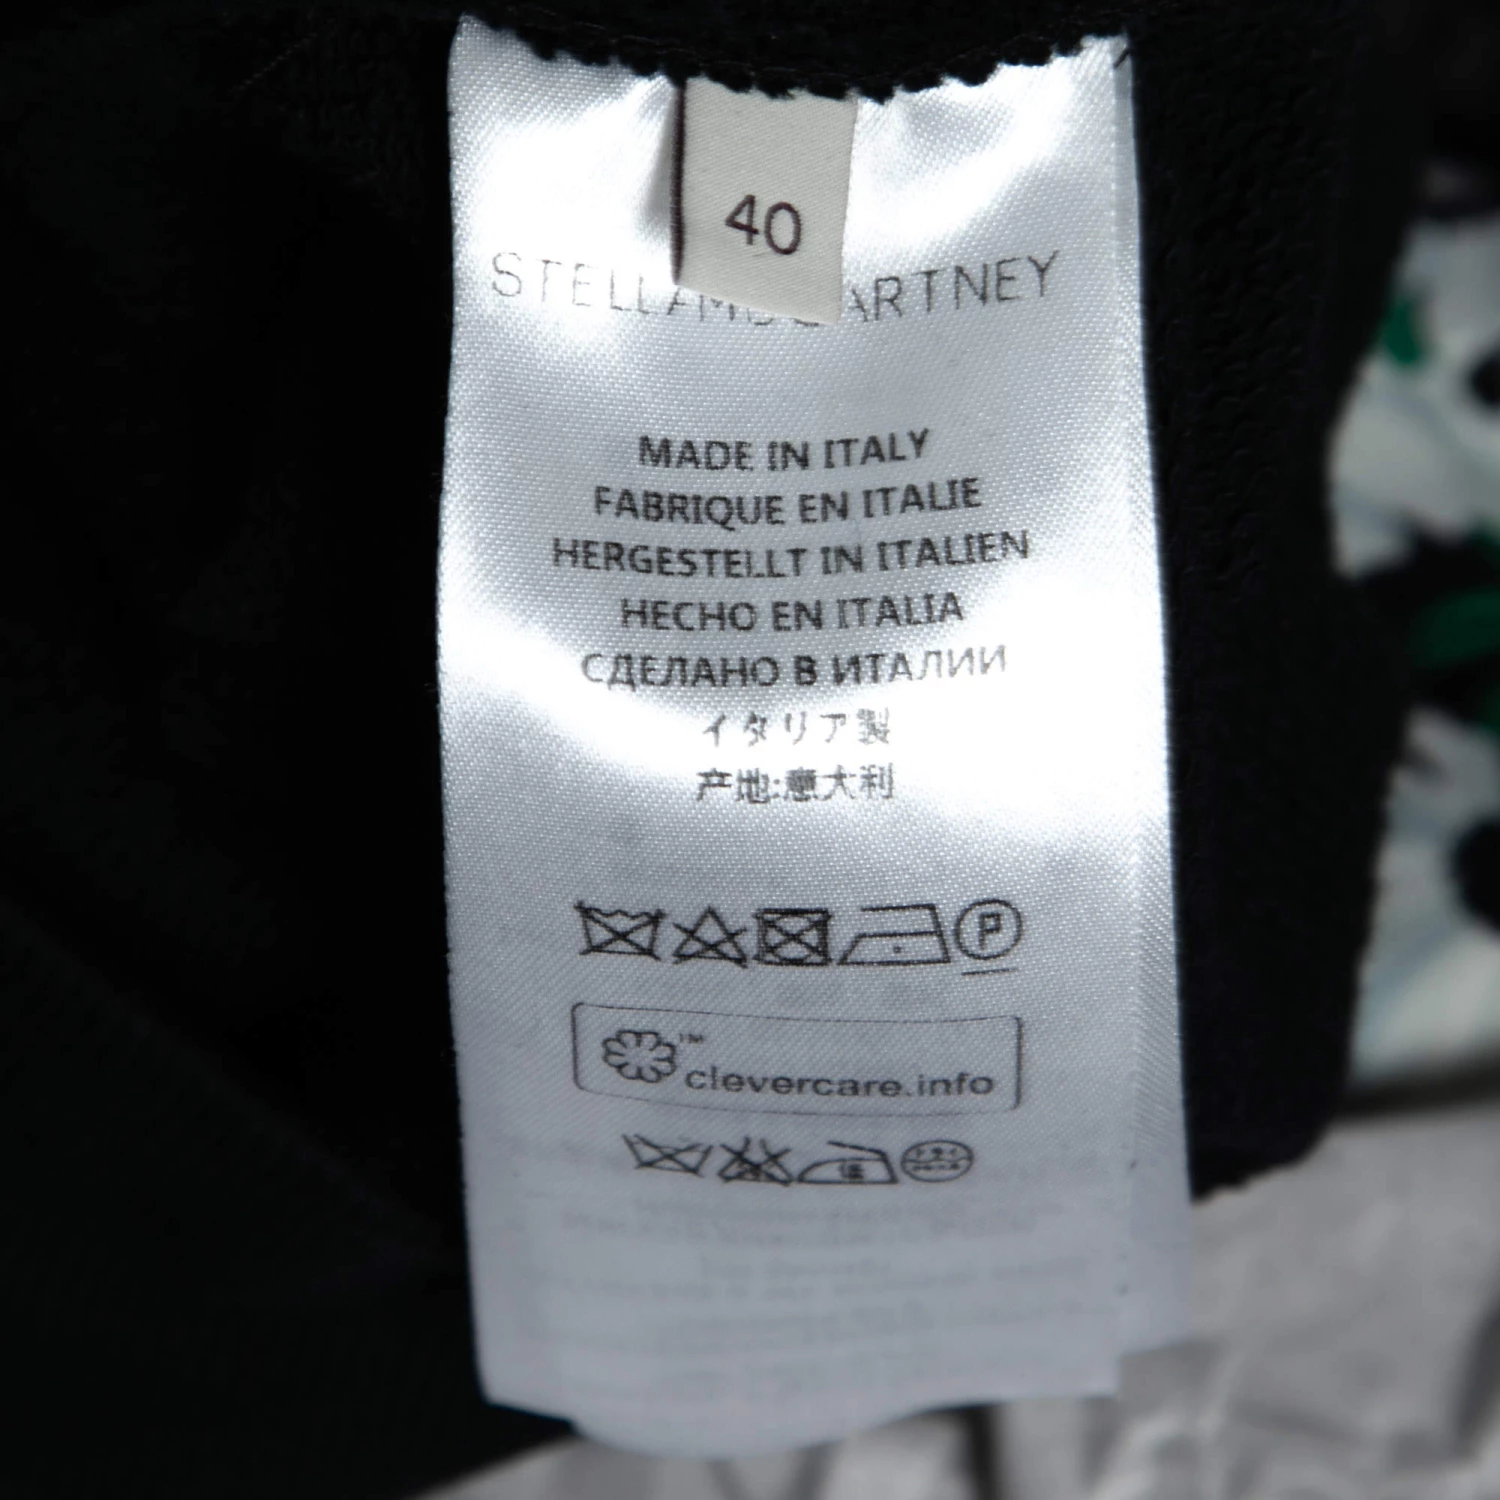 40
STELLAMCCARTNEY
MADE IN ITALY
FABRIQUE EN ITALIE
HERGESTELLT IN ITALIEN
HECHO EN ITALIA
СДЕЛАНО В ИТАЛИИ
イタリア製
产地:意大利
P
™
clevercare.info